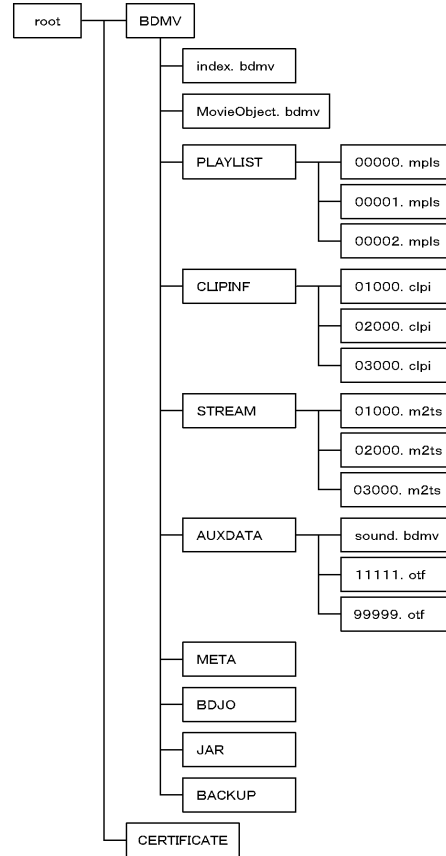 root
BDMV
index. bdmv
MovieObject. bdmv
PLAYLIST
00000. mpls
00001. mpls
00002. mpls
CLIPINF
01000. clpi
02000. clpi
03000. clpi
STREAM
01000. m2ts
02000. m2ts
03000. m2ts
AUXDATA
sound. bdmv
11111. otf
99999. otf
META
BDJO
JAR
BACKUP
CERTIFICATE